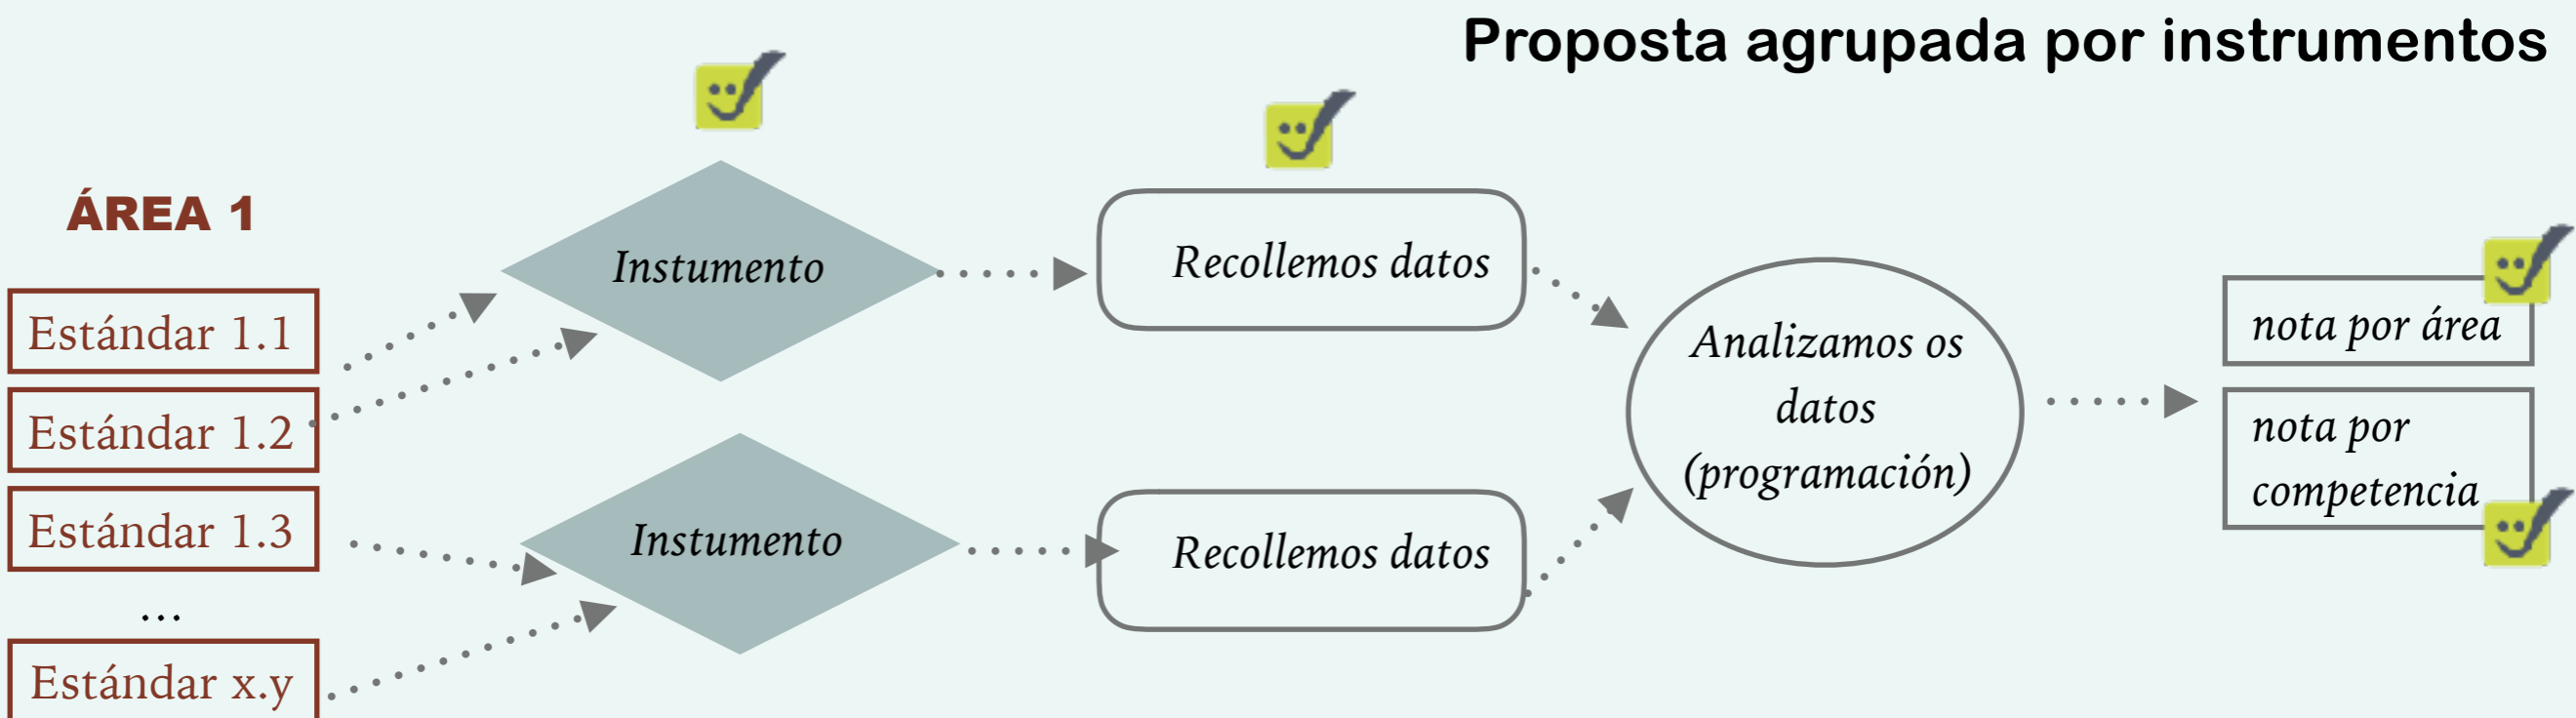 Proposta agrupada por instrumentos
ÁREA 1
Estándar 1.1
Estándar 1.2
Estándar 1.3
...
Estándar x.y
Instumento
Instumento
Recollemos datos
Recollemos datos
Analizamos os
datos
(programación)
nota por área
nota por
competencia